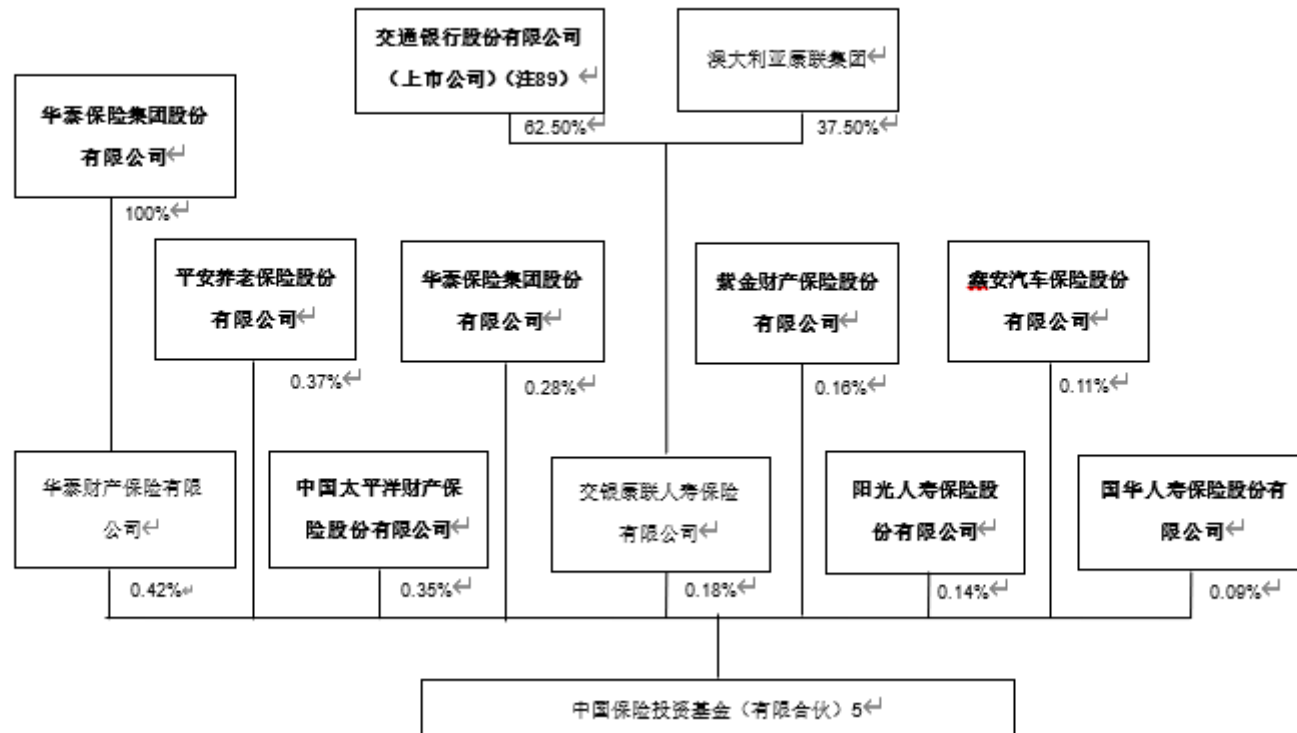 交通银行股份有限公司
（上市公司）（注89）↵
澳大利亚康联集团↵
62.50%↵
37.50%↵
华泰保险集团股份
有限公司↵
100%↵
平安养老保险股份
有限公司↵
0.37%↵
华泰保险集团股份
有限公司↵
0.28%↵
紫金财产保险股份
有限公司↵
0.16%↵
鑫安汽车保险股份
有限公司↵
0.11%↵
华泰财产保险有限
公司↵
0.42%↵
中国太平洋财产保
险股份有限公司↵
0.35%↵
交银康联人寿保险
有限公司↵
0.18%↵
阳光人寿保险股
份有限公司↵
0.14%↵
国华人寿保险股份有
限公司↵
0.09%↵
中国保险投资基金（有限合伙）5↵